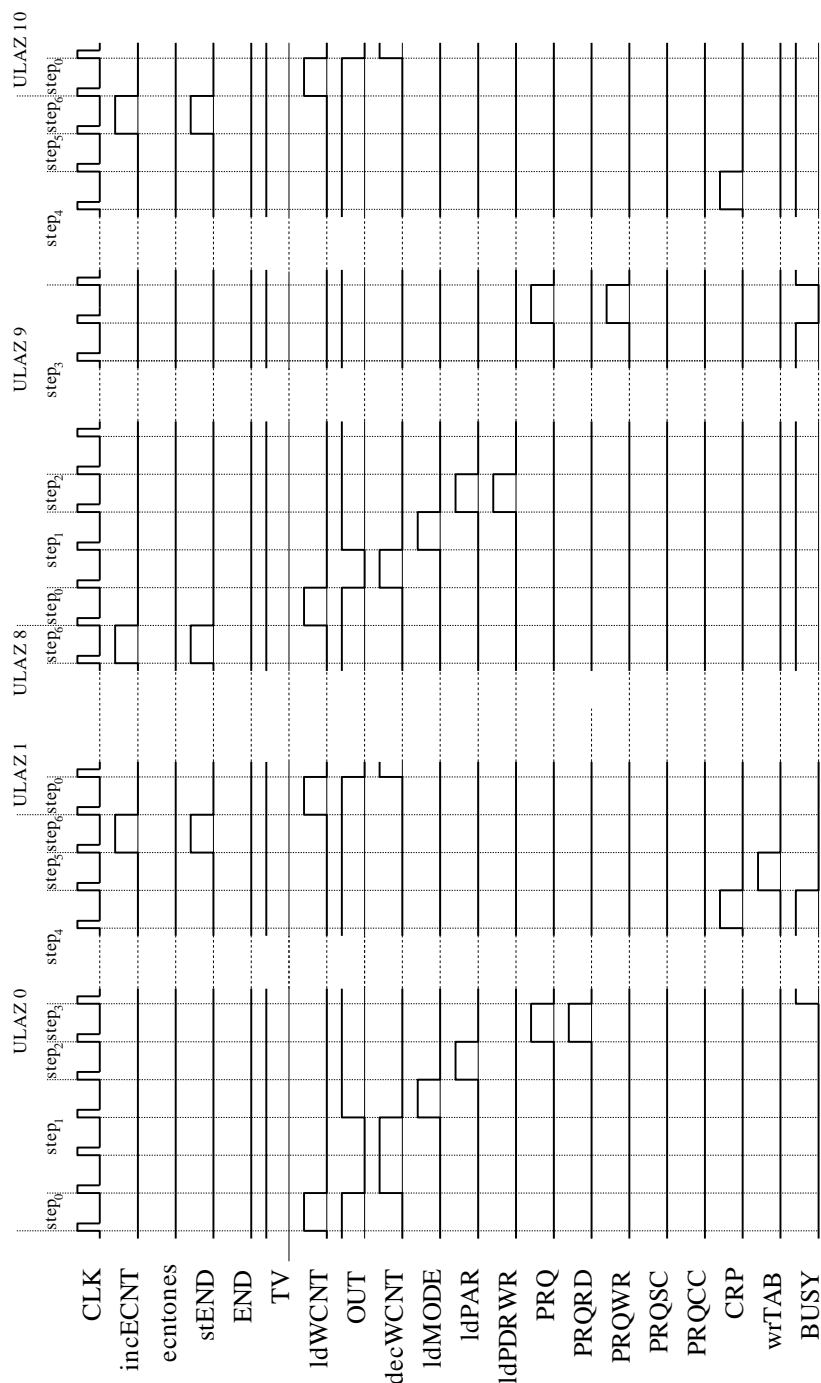 ULAZ 0 ULAZ 1 ULAZ 8 ULAZ 9 ULAZ 10
step0 step1 step2 step3 step4 step5 step6 step0 step6 step0 step1 step2 step3 step4 step5 step6 step0
CLK
incECNT
ecntones
stEND
END
TV
ldWCNT
OUT
decWCNT
ldMODE
ldPAR
ldPDRWR
PRQ
PRQRD
PRQWR
PRQSC
PRQCC
CRP
wrTAB
BUSY